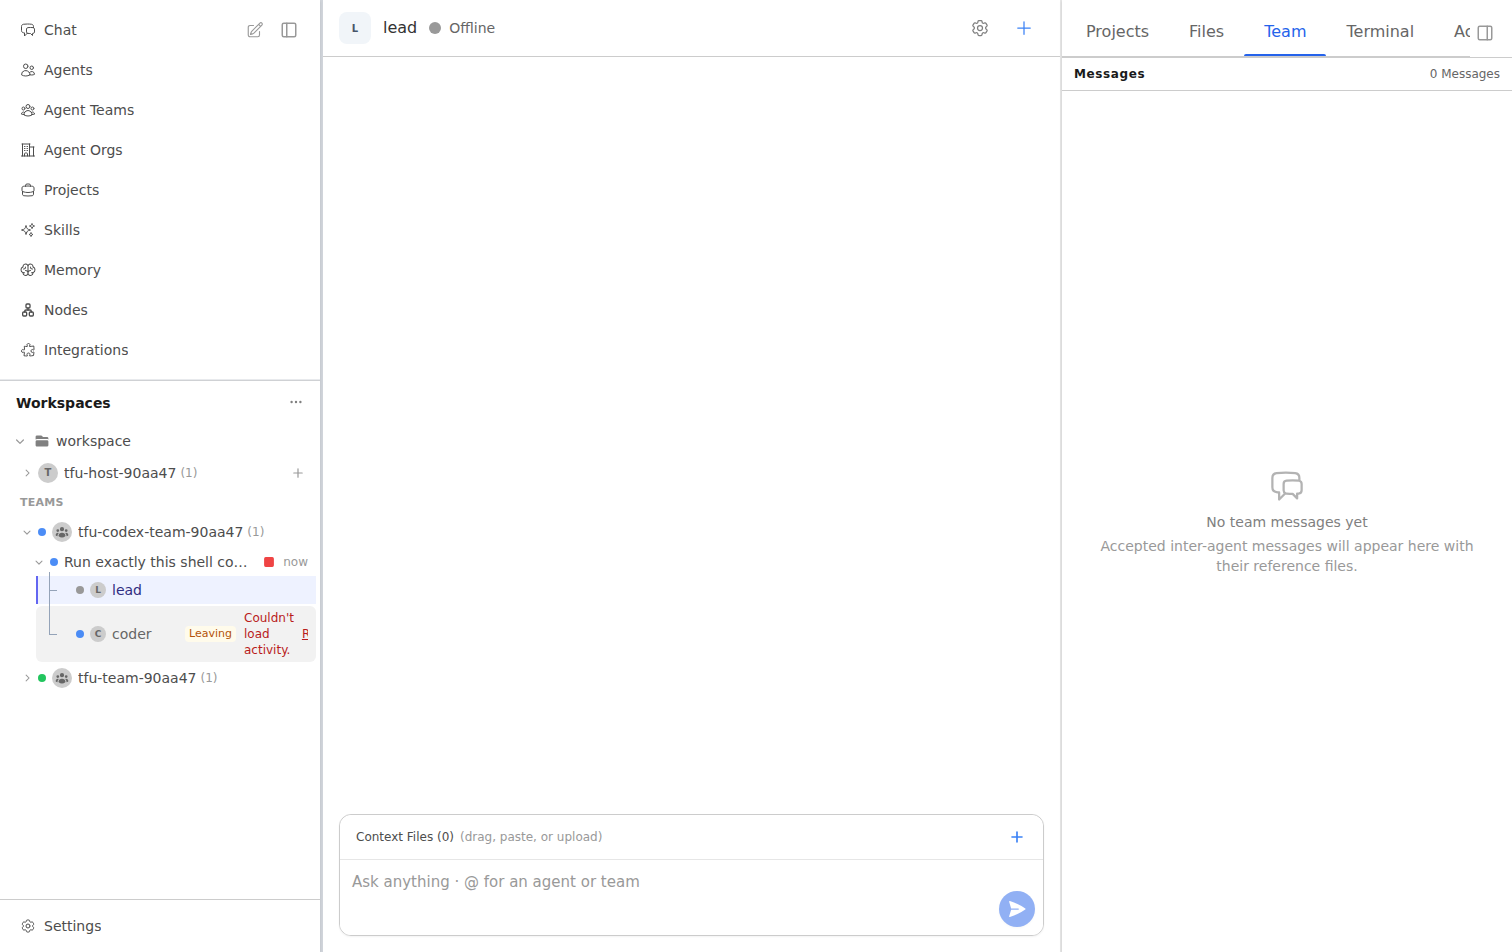 Chat
Agents
Agent Teams
Agent Orgs
Projects
Skills
Memory
Nodes
Integrations
Workspaces
workspace
T tfu-host-90aa47 (1)
TEAMS
tfu-codex-team-90aa47 (1)
Run exactly this shell co... now
L lead
C coder Leaving Couldn't load activity. R
tfu-team-90aa47 (1)
Settings
L lead Offline
Context Files (0) (drag, paste, or upload)
Ask anything · @ for an agent or team
Projects Files Team Terminal Ac
Messages 0 Messages
No team messages yet
Accepted inter-agent messages will appear here with
their reference files.